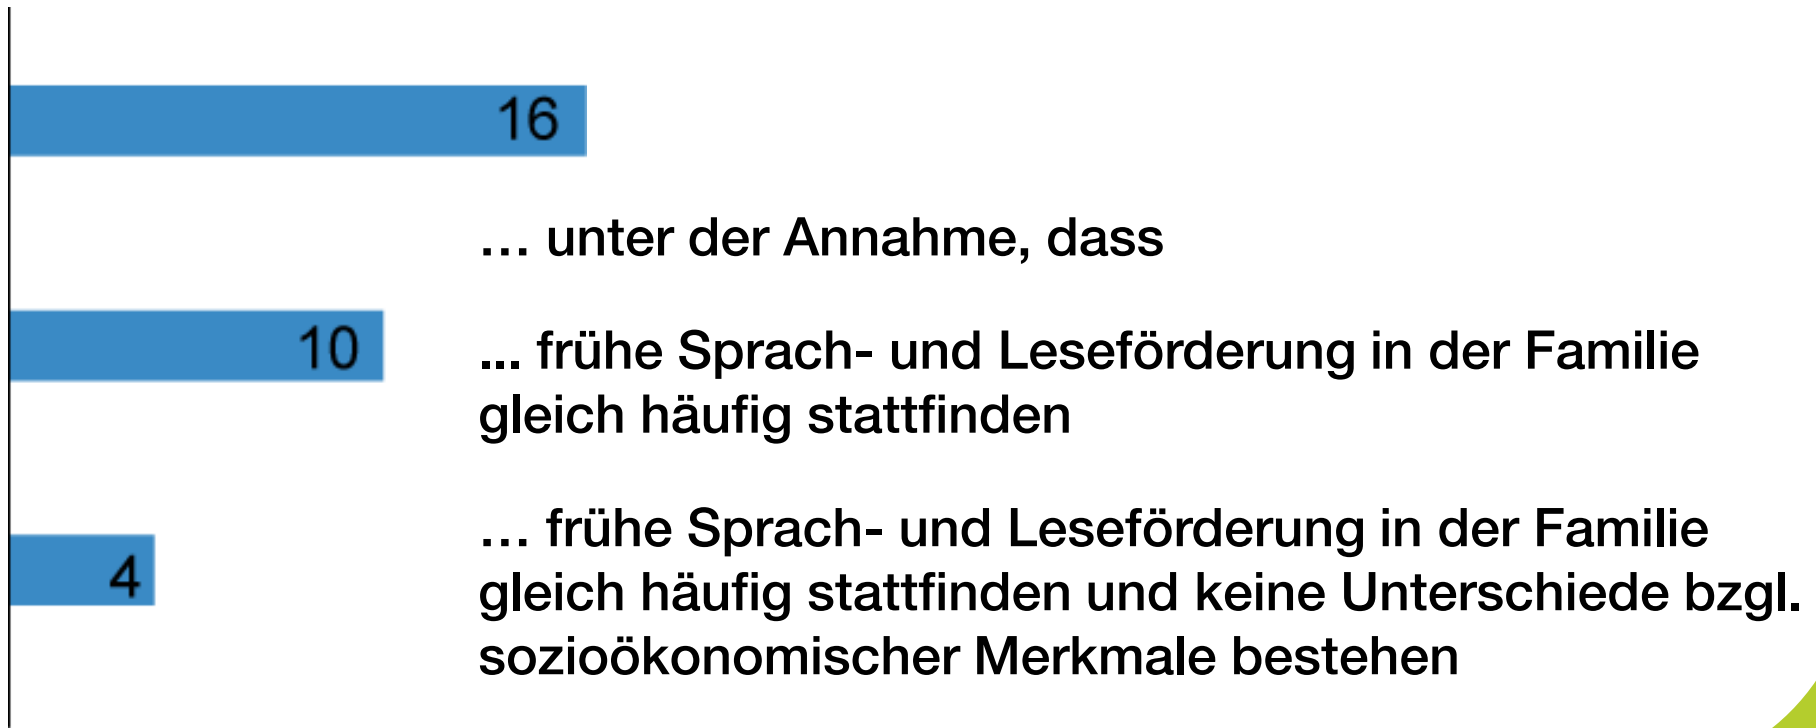 16
… unter der Annahme, dass
10
... frühe Sprach- und Leseförderung in der Familie
gleich häufig stattfinden
… frühe Sprach- und Leseförderung in der Familie
4
gleich häufig stattfinden und keine Unterschiede bzgl.
sozioökonomischer Merkmale bestehen